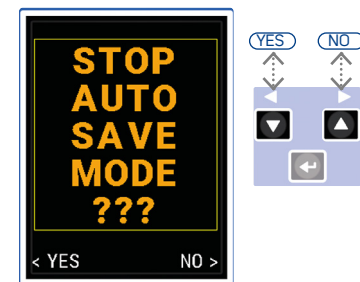 STOP
AUTO
SAVE
MODE
???
< YES
NO >
YES
NO